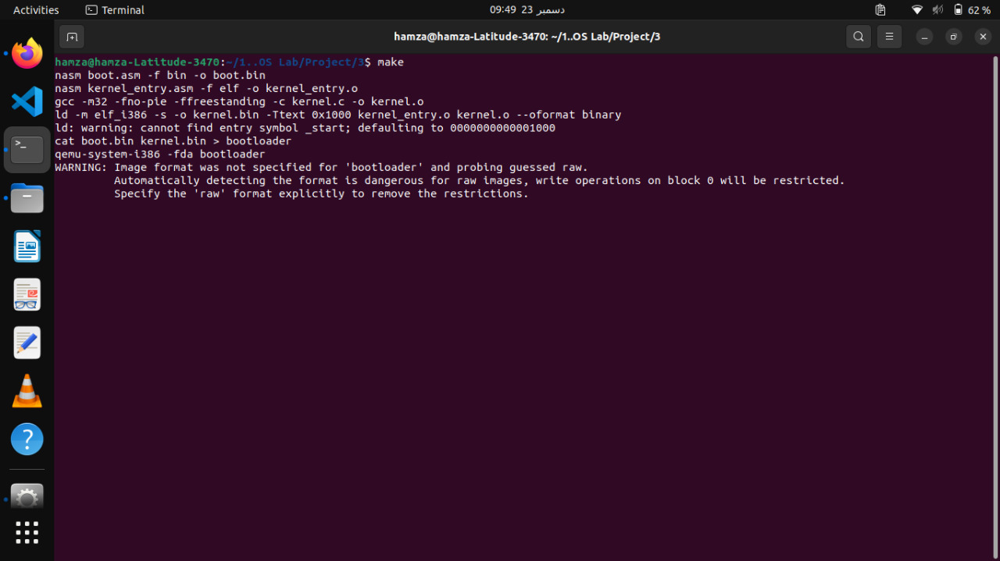 Activities
Terminal
09:49 23 دسمبر
62 %
hamza@hamza-Latitude-3470: ~/1..OS Lab/Project/3
hamza@hamza-Latitude-3470:~/1..OS Lab/Project/3$ make
nasm boot.asm -f bin -o boot.bin
nasm kernel_entry.asm -f elf -o kernel_entry.o
gcc -m32 -fno-pie -ffreestanding -c kernel.c -o kernel.o
ld -m elf_i386 -s -o kernel.bin -Ttext 0x1000 kernel_entry.o kernel.o --oformat binary
ld: warning: cannot find entry symbol _start; defaulting to 0000000000001000
cat boot.bin kernel.bin > bootloader
qemu-system-i386 -fda bootloader
WARNING: Image format was not specified for 'bootloader' and probing guessed raw.
         Automatically detecting the format is dangerous for raw images, write operations on block 0 will be restricted.
         Specify the 'raw' format explicitly to remove the restrictions.